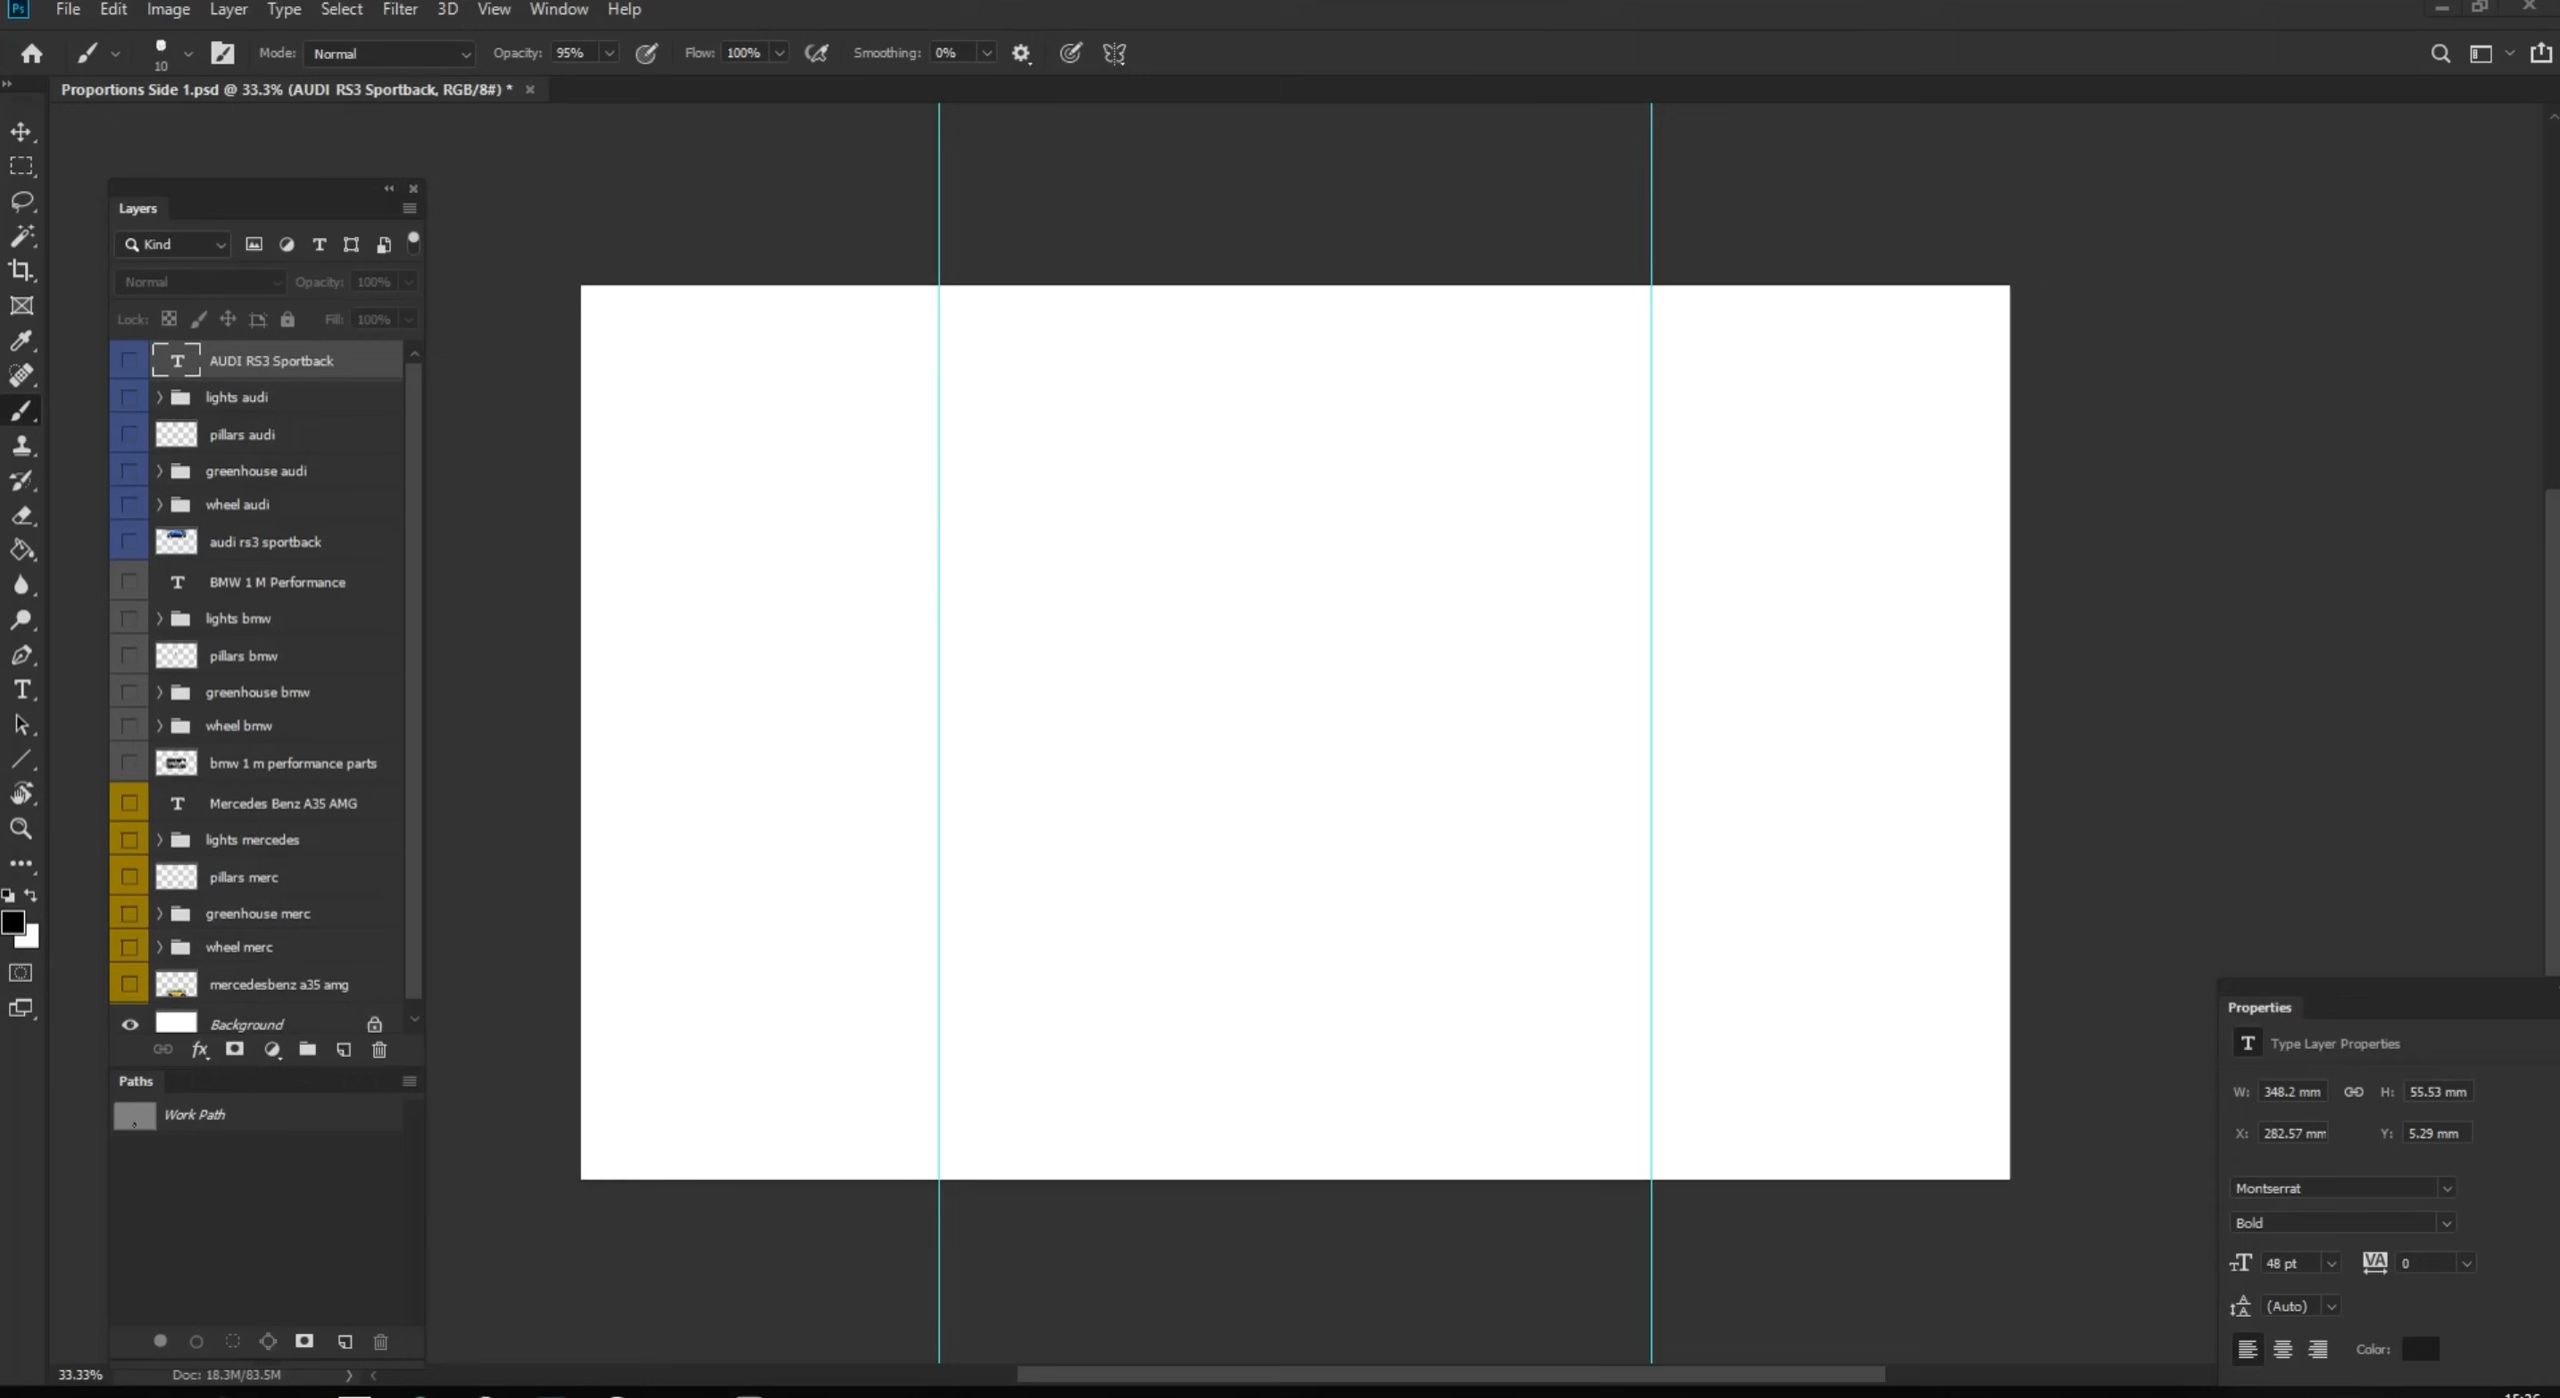 Ps File Edit Image Layer Type Select Filter 3D View Window Help
10 Mode: Normal Opacity: 95% Flow: 100% Smoothing: 0%
Proportions Side 1.psd @ 33.3% (AUDI RS3 Sportback, RGB/8#) *
Layers
Kind
Normal Opacity: 100%
Lock: Fill: 100%
AUDI RS3 Sportback
lights audi
pillars audi
greenhouse audi
wheel audi
audi rs3 sportback
BMW 1 M Performance
lights bmw
pillars bmw
greenhouse bmw
wheel bmw
bmw 1 m performance parts
Mercedes Benz A35 AMG
lights mercedes
pillars merc
greenhouse merc
wheel merc
mercedesbenz a35 amg
Background
Paths
Work Path
33.33% Doc: 18.3M/83.5M
Properties
Type Layer Properties
W: 348.2 mm H: 55.53 mm
X: 282.57 mm Y: 5.29 mm
Montserrat
Bold
48 pt VA 0
(Auto)
Color: